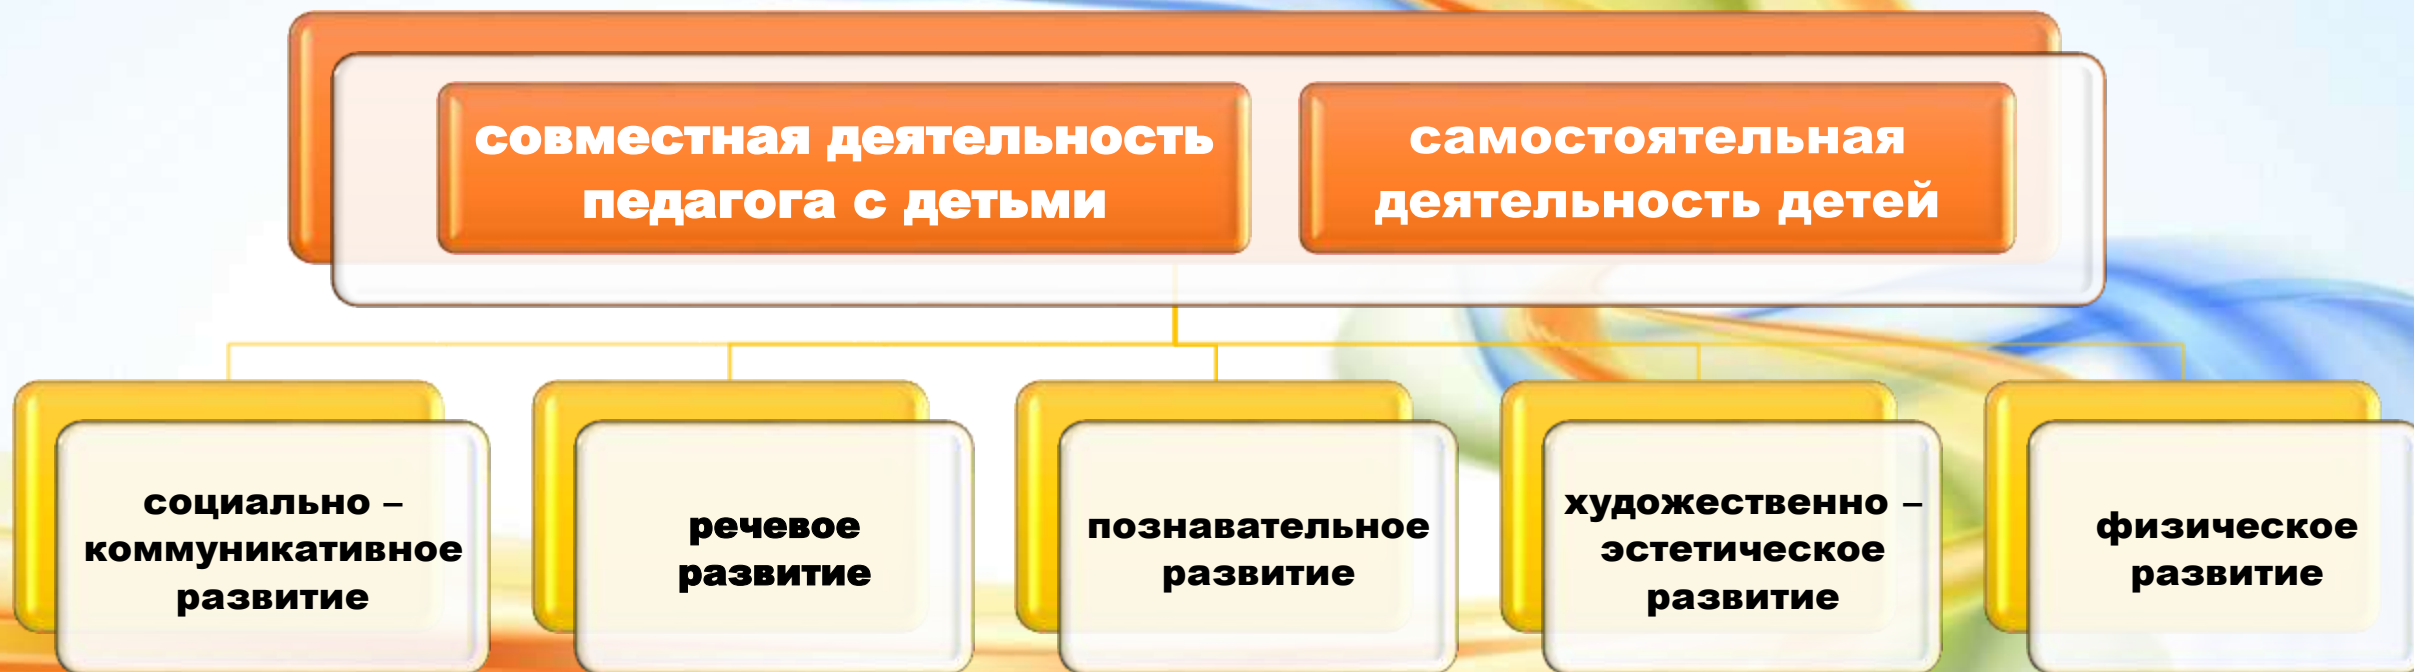 совместная деятельность
педагога с детьми
самостоятельная
деятельность детей
социально –
коммуникативное
развитие
речевое
развитие
познавательное
развитие
художественно –
эстетическое
развитие
физическое
развитие